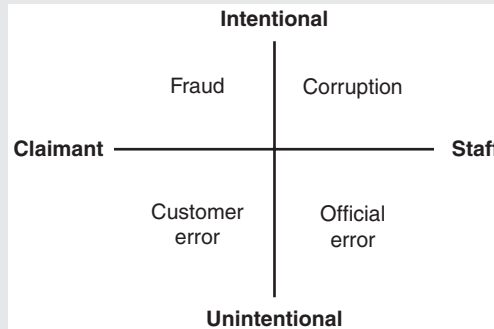 Intentional
Fraud
Corruption
Claimant
Staff
Customer
error
Official
error
Unintentional